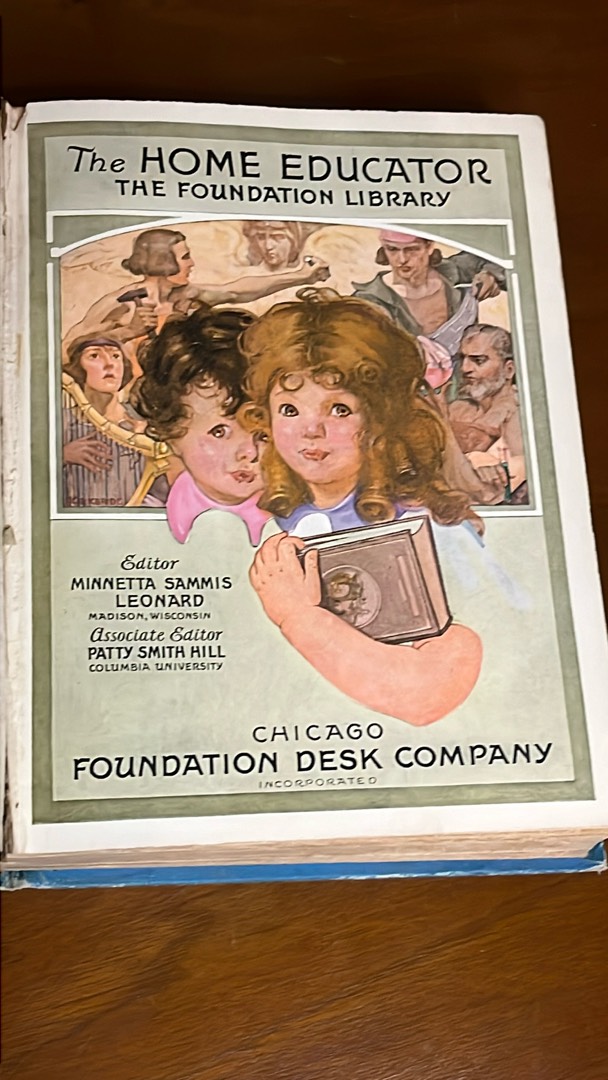 The HOME EDUCATOR
THE FOUNDATION LIBRARY
Editor
MINNETTA SAMMIS
LEONARD
MADISON, WISCONSIN
Associate Editor
PATTY SMITH HILL
COLUMBIA UNIVERSITY
CHICAGO
FOUNDATION DESK COMPANY
INCORPORATED